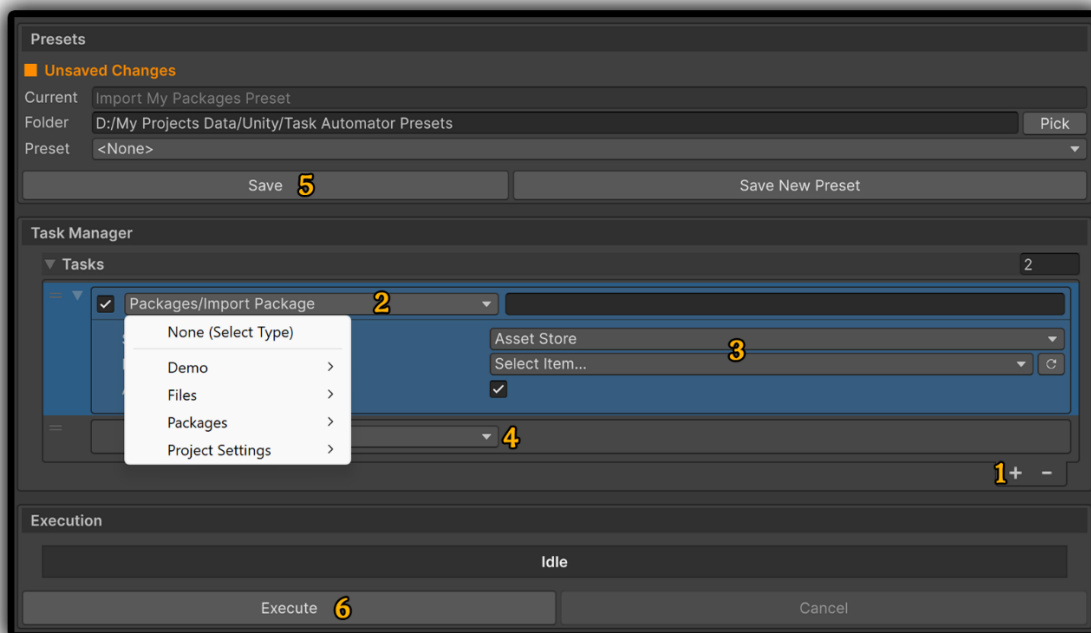 Presets
Unsaved Changes
Current Import My Packages Preset
Folder D:/My Projects Data/Unity/Task Automator Presets Pick
Preset <None>
Save 5 Save New Preset
Task Manager
Tasks 2
Packages/Import Package 2
None (Select Type)
Asset Store
3
Demo
Select Item...
Files
Packages
4
Project Settings
1 + -
Execution
Idle
Execute 6 Cancel